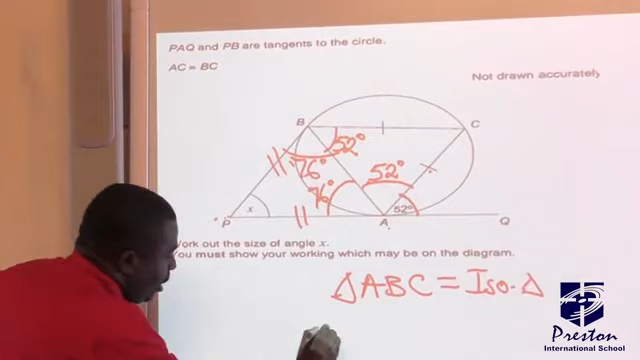 PAQ and PB are tangents to the circle.
AC = BC
Not drawn accurately
B
C
52°
76°
52°
76°
x
52°
P
A
Q
Work out the size of angle x.
You must show your working which may be on the diagram.
△ABC = Iso. △
Preston
International School